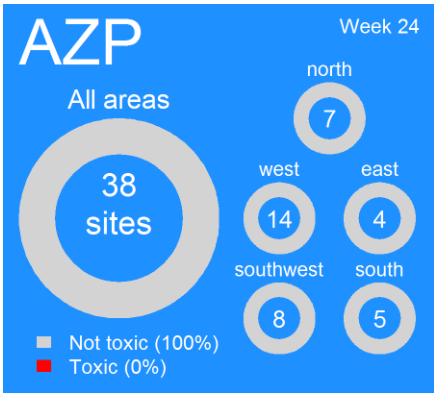 AZP
Week 24
All areas
38
sites
north
7
west
14
east
4
southwest
8
south
5
Not toxic (100%)
Toxic (0%)